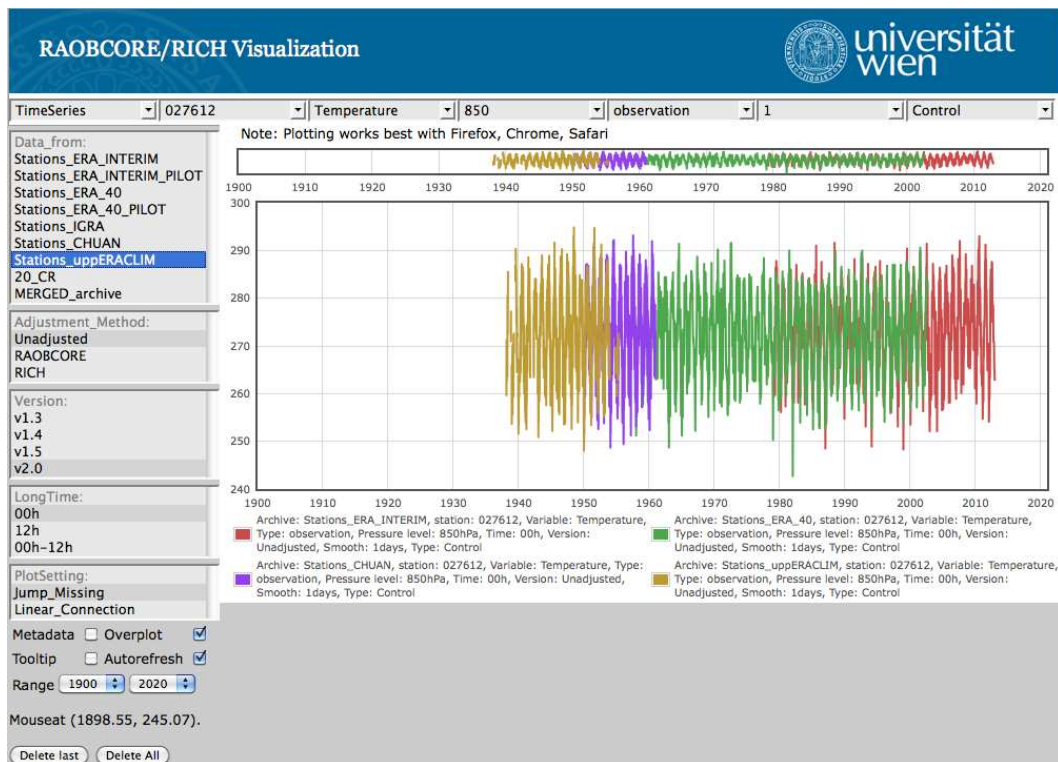 RAOBCORE/RICH Visualization
universität
wien
TimeSeries 027612 Temperature 850 observation 1 Control
Note: Plotting works best with Firefox, Chrome, Safari
Data_from:
Stations_ERA_INTERIM
Stations_ERA_INTERIM_PILOT
Stations_ERA_40
Stations_ERA_40_PILOT
Stations_IGRA
Stations_CHUAN
Stations_uppERACLIM
20_CR
MERGED_archive
Adjustment_Method:
Unadjusted
RAOBCORE
RICH
Version:
v1.3
v1.4
v1.5
v2.0
LongTime:
00h
12h
00h-12h
PlotSetting:
Jump_Missing
Linear_Connection
Metadata Overplot
Tooltip Autorefresh
Range 1900 2020
Mouseat (1898.55, 245.07).
Delete last Delete All
1900 1910 1920 1930 1940 1950 1960 1970 1980 1990 2000 2010 2020
300
290
280
270
260
250
240
1900 1910 1920 1930 1940 1950 1960 1970 1980 1990 2000 2010 2020
Archive: Stations_ERA_INTERIM, station: 027612, Variable: Temperature,
Type: observation, Pressure level: 850hPa, Time: 00h, Version:
Unadjusted, Smooth: 1days, Type: Control
Archive: Stations_ERA_40, station: 027612, Variable: Temperature,
Type: observation, Pressure level: 850hPa, Time: 00h, Version:
Unadjusted, Smooth: 1days, Type: Control
Archive: Stations_CHUAN, station: 027612, Variable: Temperature, Type:
observation, Pressure level: 850hPa, Time: 00h, Version: Unadjusted,
Smooth: 1days, Type: Control
Archive: Stations_uppERACLIM, station: 027612, Variable: Temperature,
Type: observation, Pressure level: 850hPa, Time: 00h, Version:
Unadjusted, Smooth: 1days, Type: Control